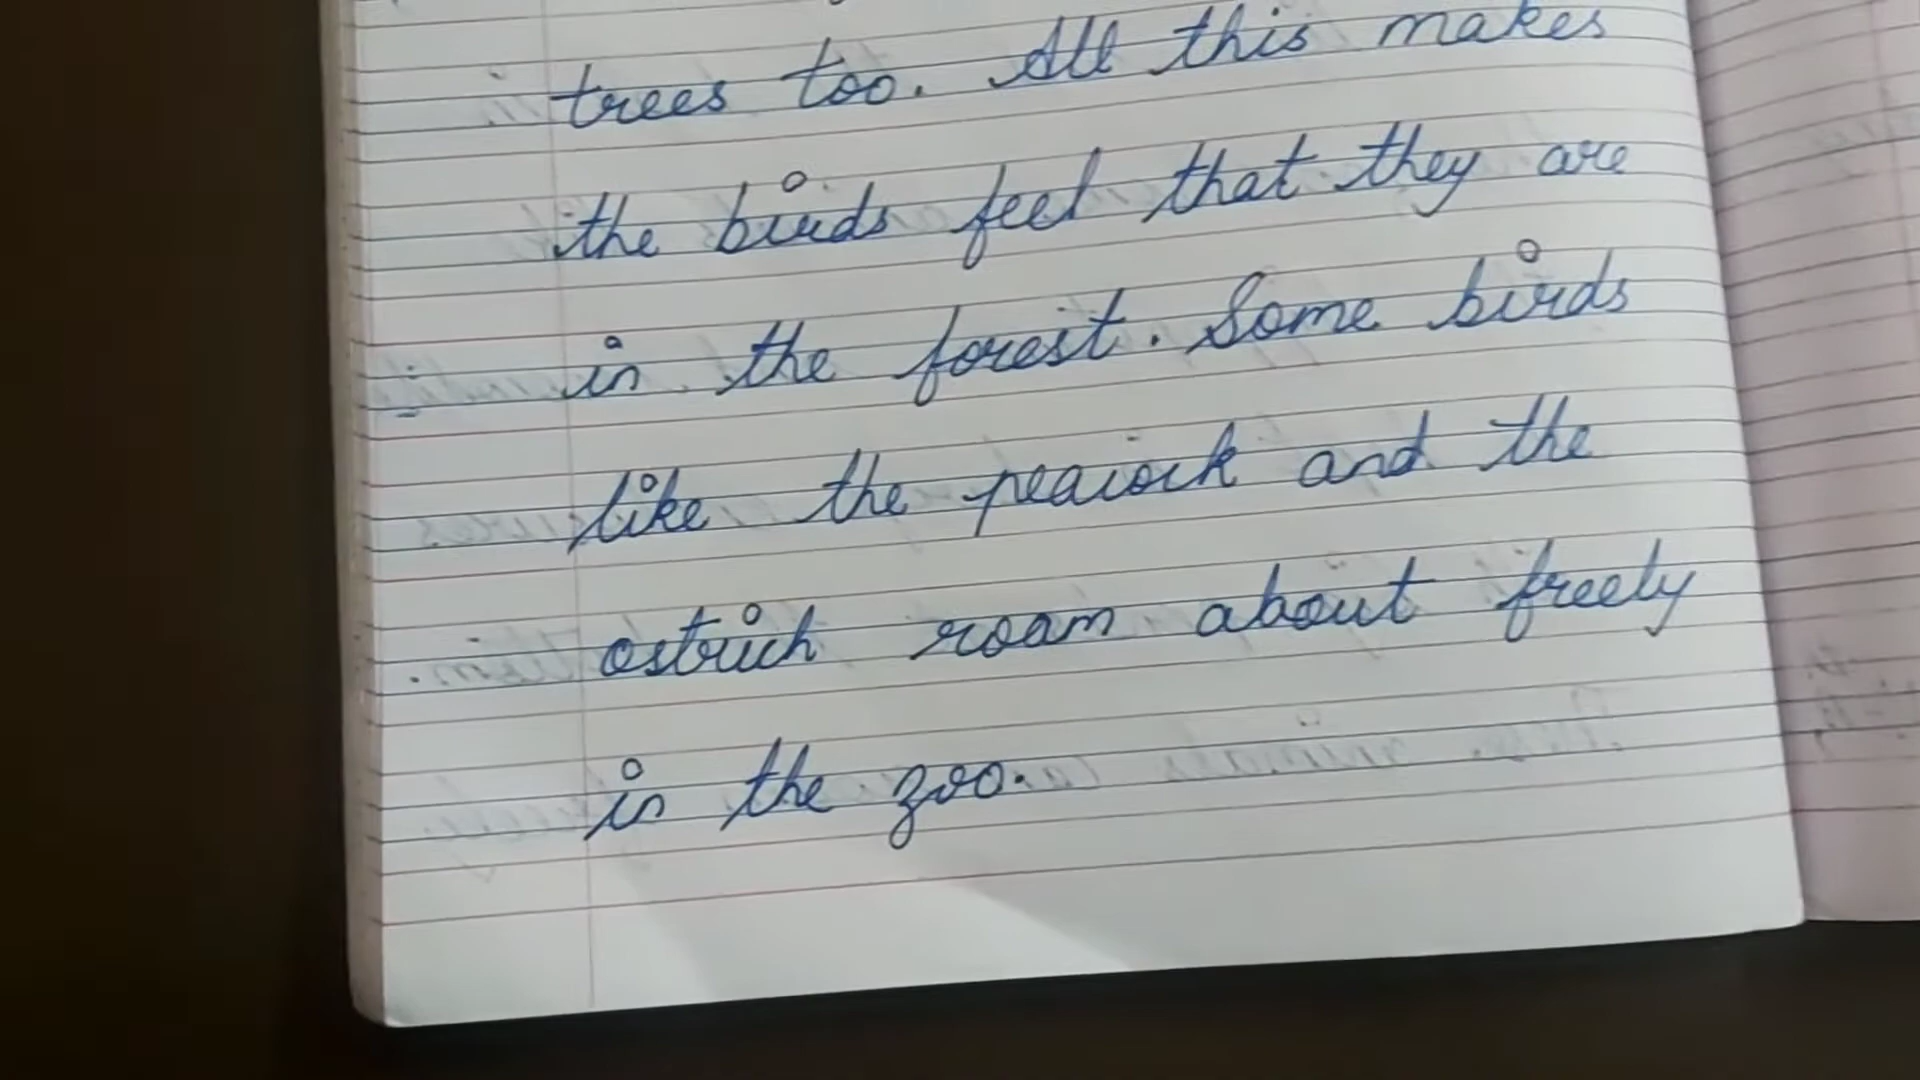 trees too. All this makes
the birds feel that they are
in the forest. Some birds
like the peacock and the
ostrich roam about freely
in the zoo.